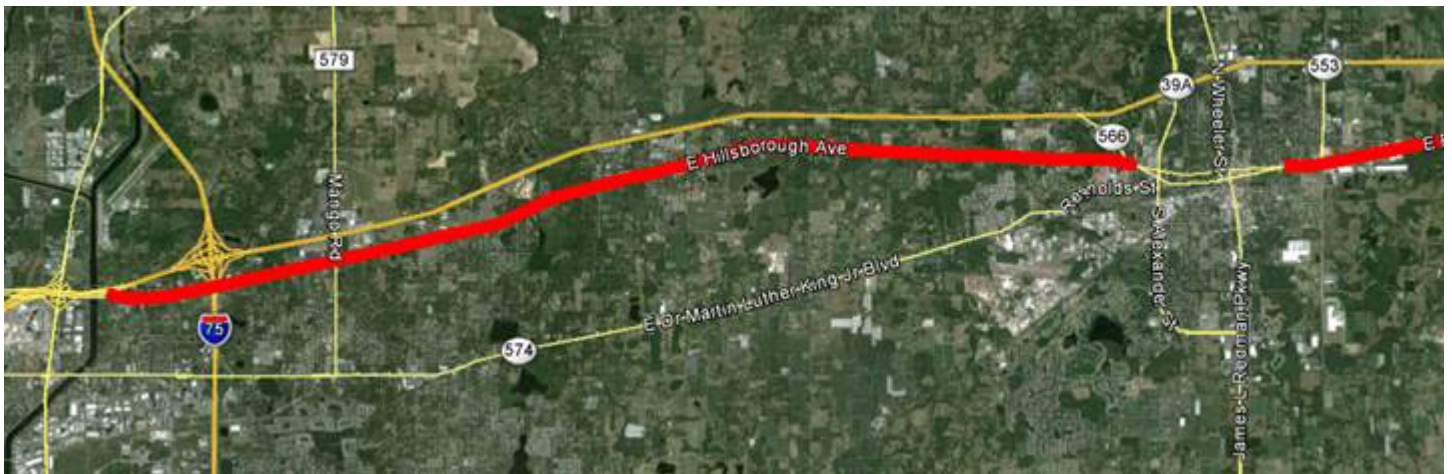 579
553
39A
N Wheeler St
566
E Hillsborough Ave
E
Reynolds St
Mango Rd
S Alexander St
E Dr Martin Luther King Jr Blvd
James L Redman Pkwy
75
574